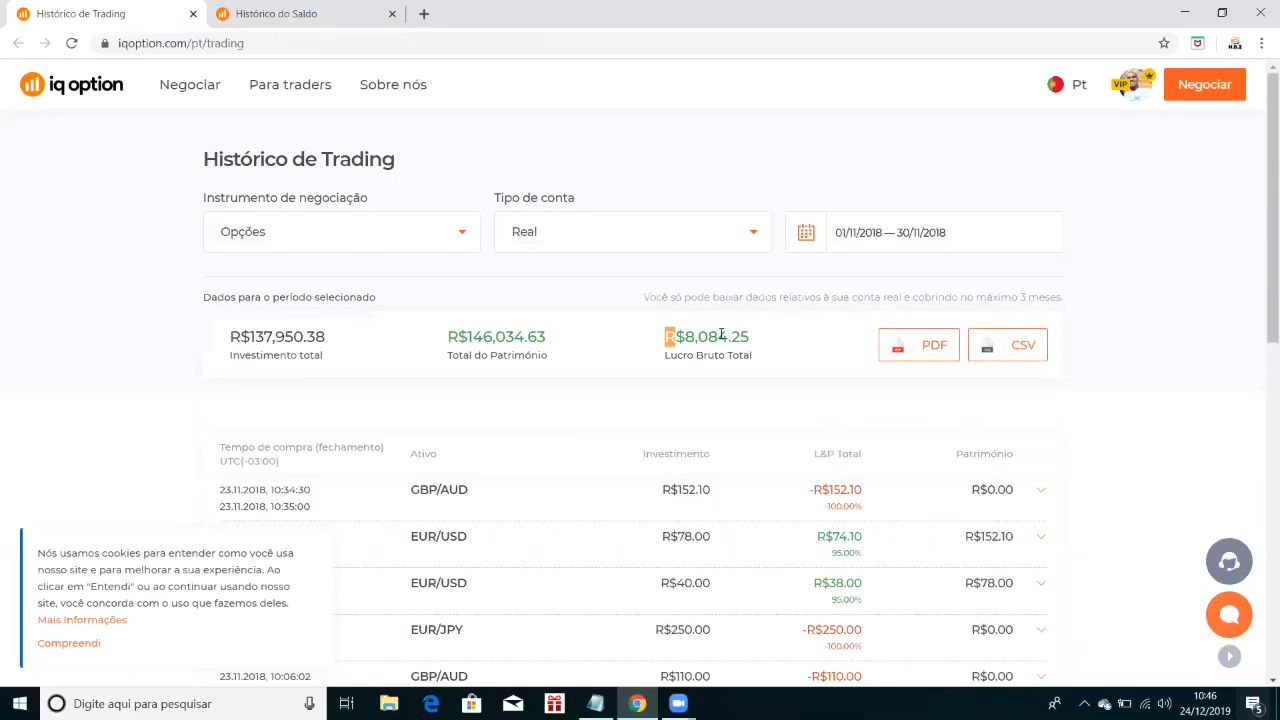 Histórico de Trading
Histórico do Saldo
iqoption.com/pt/trading
iq option
Negociar
Para traders
Sobre nós
Pt
VIP
Negociar
Histórico de Trading
Instrumento de negociação
Tipo de conta
Opções
Real
01/11/2018 — 30/11/2018
Dados para o período selecionado
Você só pode baixar dados relativos à sua conta real e cobrindo no máximo 3 meses.
R$137,950.38
R$146,034.63
R$8,084.25
Investimento total
Total do Património
Lucro Bruto Total
PDF
CSV
Tempo de compra (fechamento)
UTC(-03:00)
Ativo
Investimento
L&P Total
Património
23.11.2018, 10:34:30
23.11.2018, 10:35:00
GBP/AUD
R$152.10
-R$152.10
-100.00%
R$0.00
EUR/USD
R$78.00
R$74.10
95.00%
R$152.10
EUR/USD
R$40.00
R$38.00
95.00%
R$78.00
EUR/JPY
R$250.00
-R$250.00
-100.00%
R$0.00
23.11.2018, 10:06:02
GBP/AUD
R$110.00
-R$110.00
R$0.00
Nós usamos cookies para entender como você usa
nosso site e para melhorar a sua experiência. Ao
clicar em "Entendi" ou ao continuar usando nosso
site, você concorda com o uso que fazemos deles.
Mais Informações
Compreendi
Digite aqui para pesquisar
10:46
24/12/2019
5